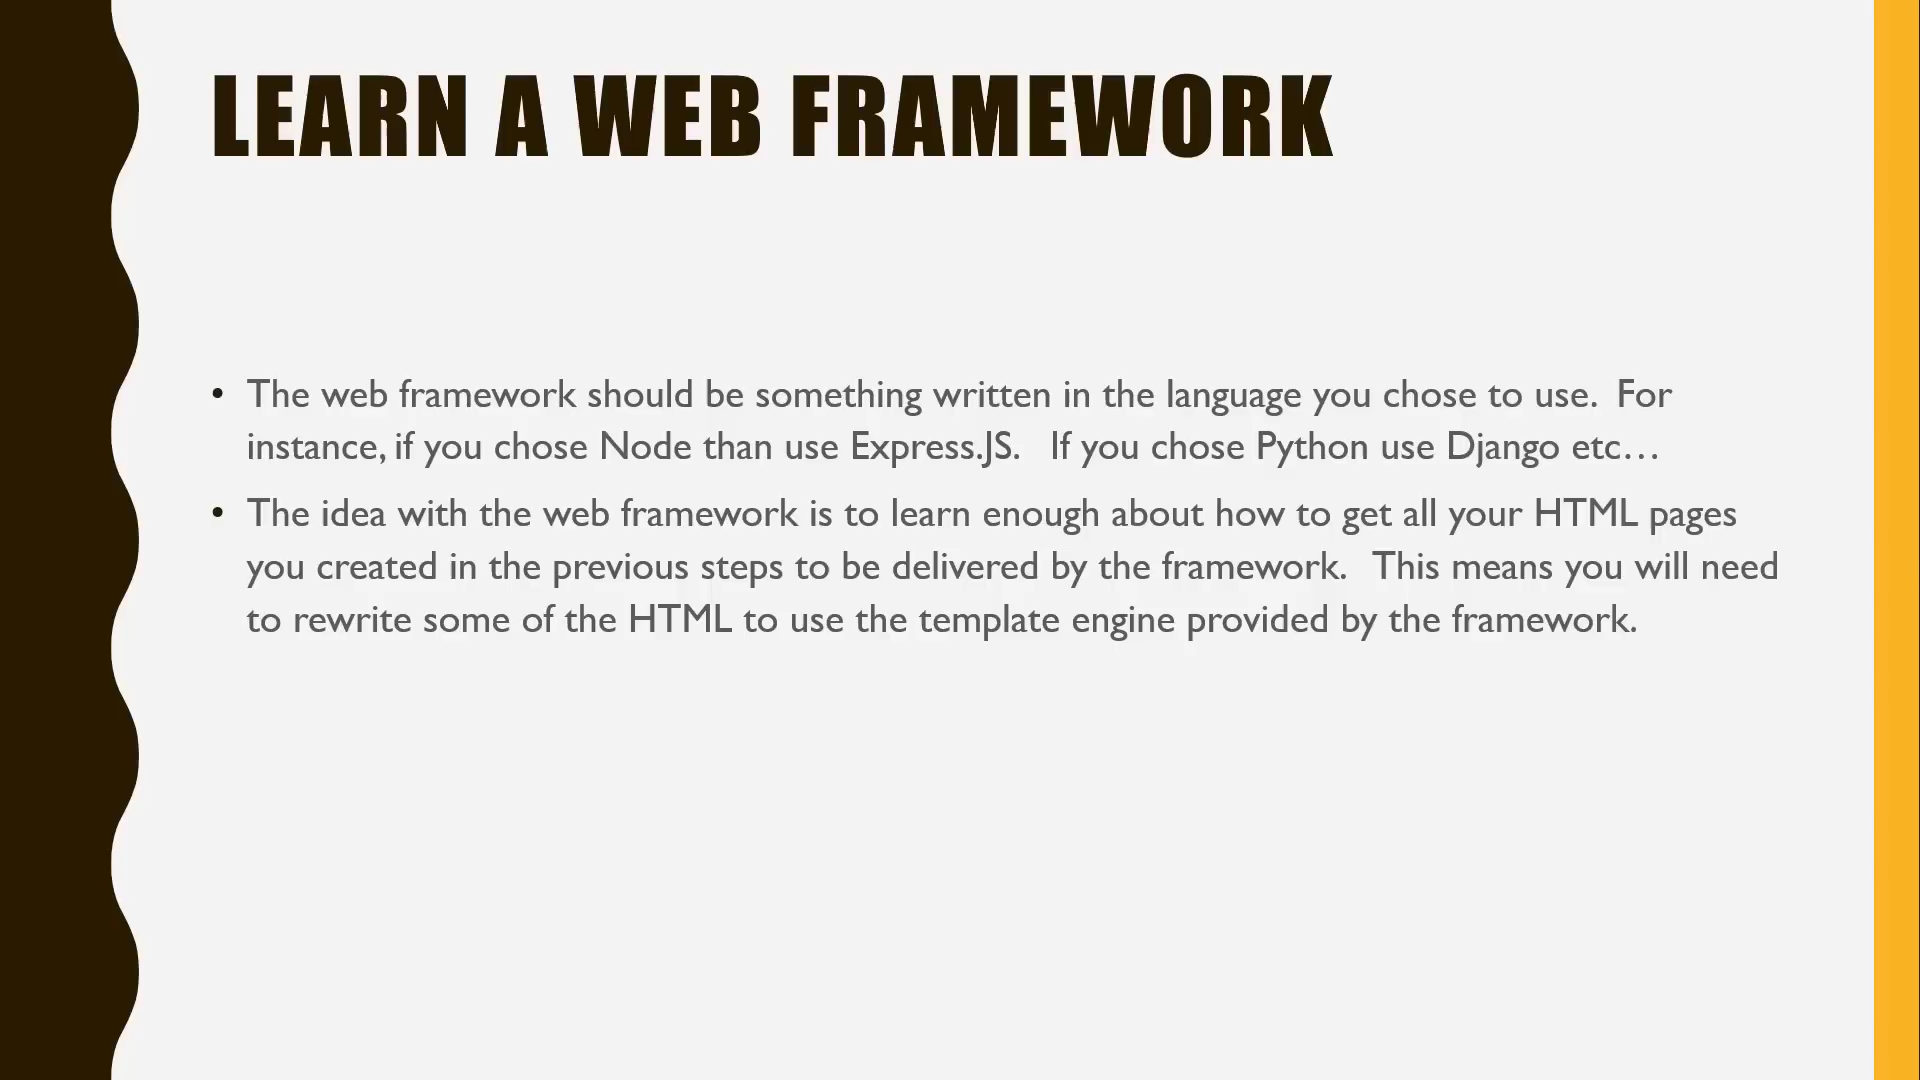 LEARN A WEB FRAMEWORK
• The web framework should be something written in the language you chose to use.  For
instance, if you chose Node than use Express.JS.   If you chose Python use Django etc…
• The idea with the web framework is to learn enough about how to get all your HTML pages
you created in the previous steps to be delivered by the framework.  This means you will need
to rewrite some of the HTML to use the template engine provided by the framework.